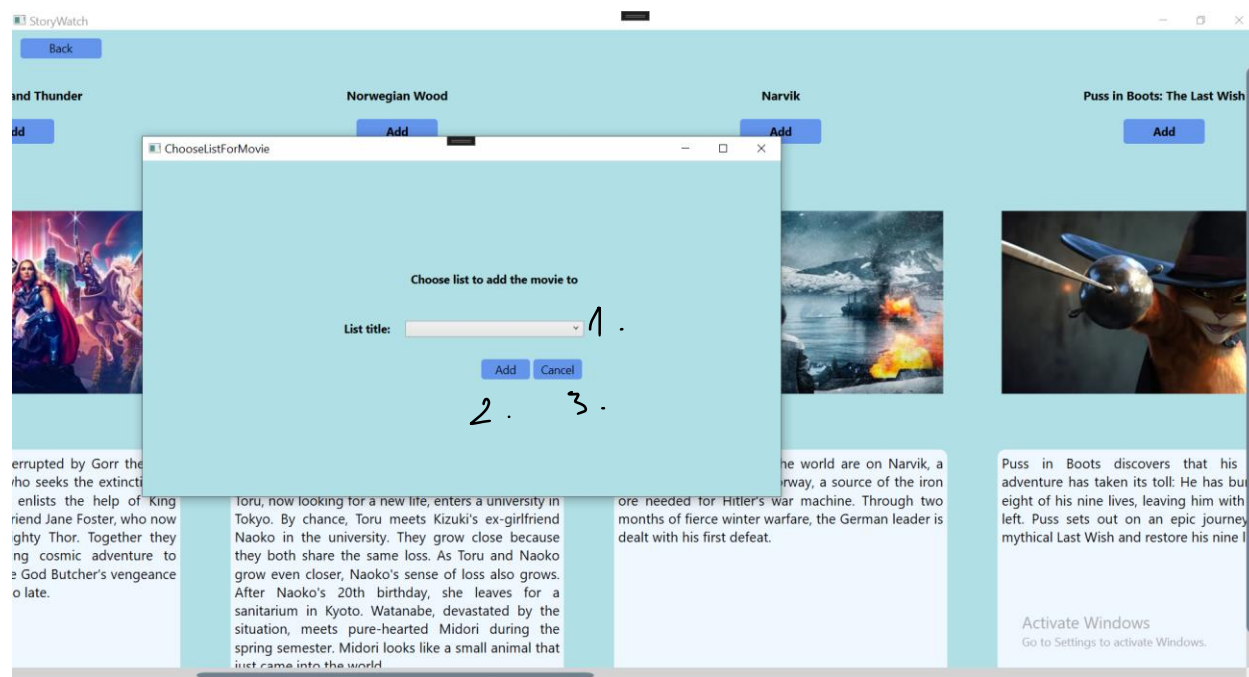 StoryWatch
Back
and Thunder
Norwegian Wood
Narvik
Puss in Boots: The Last Wish
Add
Add
Add
ChooseListForMovie
Choose list to add the movie to
List title:
1.
Add
Cancel
2.
3.
errupted by Gorr the
who seeks the
enlists the help of King
Jane Foster, who now
Thor. Together they
cosmic adventure to
God Butcher's vengeance
o late.
Toru, now looking for a new life, enters a university in
Tokyo. By chance, Toru meets Kizuki's ex-girlfriend
Naoko in the university. They grow close because
they both share the same loss. As Toru and Naoko
grow even closer, Naoko's sense of loss also grows.
After Naoko's 20th birthday, she leaves for a
sanitarium in Kyoto. Watanabe, devastated by the
situation, meets pure-hearted Midori during the
spring semester. Midori looks like a small animal that
just came into the world.
he world are on Narvik, a
rway, a source of the iron
ore needed for Hitler's war machine. Through two
months of fierce winter warfare, the German leader is
dealt with his first defeat.
Puss in Boots discovers that his
adventure has taken its toll: He has bu
eight of his nine lives, leaving him with
left. Puss sets out on an epic journey
mythical Last Wish and restore his nine l
Activate Windows
Go to Settings to activate Windows.